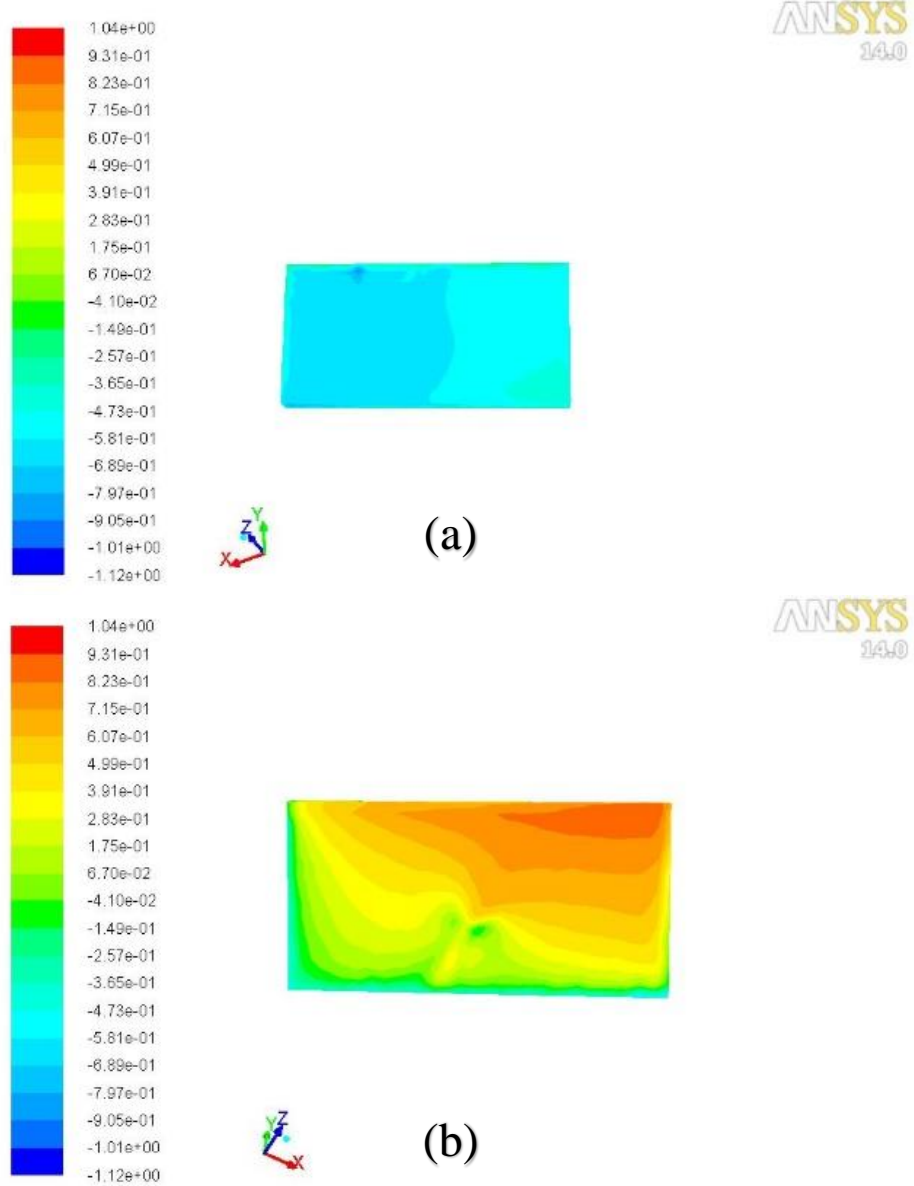 ANSYS
14.0
1.04e+00
9.31e-01
8.23e-01
7.15e-01
6.07e-01
4.99e-01
3.91e-01
2.83e-01
1.75e-01
6.70e-02
-4.10e-02
-1.49e-01
-2.57e-01
-3.65e-01
-4.73e-01
-5.81e-01
-6.89e-01
-7.97e-01
-9.05e-01
-1.01e+00
-1.12e+00
Y
Z
X
(a)
ANSYS
14.0
1.04e+00
9.31e-01
8.23e-01
7.15e-01
6.07e-01
4.99e-01
3.91e-01
2.83e-01
1.75e-01
6.70e-02
-4.10e-02
-1.49e-01
-2.57e-01
-3.65e-01
-4.73e-01
-5.81e-01
-6.89e-01
-7.97e-01
-9.05e-01
-1.01e+00
-1.12e+00
Y Z
X
(b)